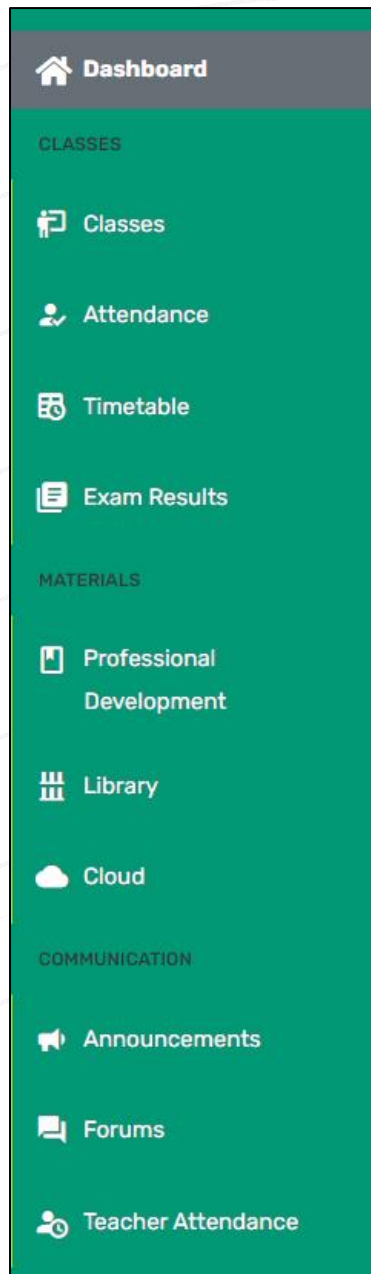 Dashboard
CLASSES
Classes
Attendance
Timetable
Exam Results
MATERIALS
Professional
Development
Library
Cloud
COMMUNICATION
Announcements
Forums
Teacher Attendance